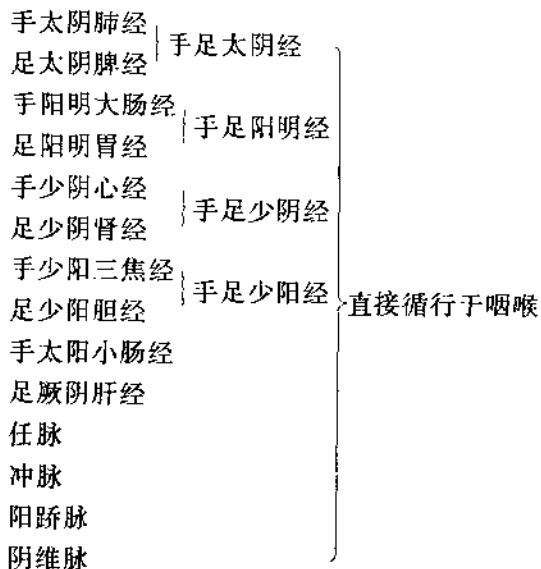 手太阴肺经
手足太阴经
足太阴脾经
手阳明大肠经
手足阳明经
足阳明胃经
手少阴心经
手足少阴经
足少阴肾经
手少阳三焦经
手足少阳经
直接循行于咽喉
足少阳胆经
手太阳小肠经
足厥阴肝经
任脉
冲脉
阳跻脉
阴维脉